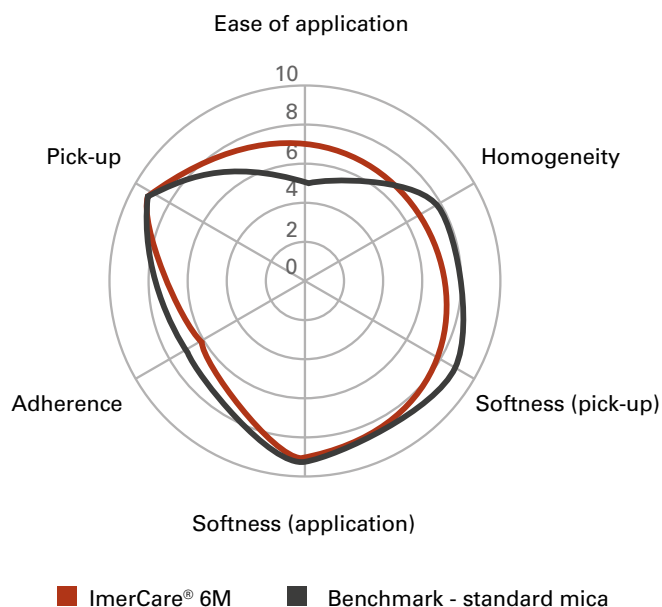 Ease of application
10
8
6
4
2
0
Pick-up
Homogeneity
Adherence
Softness (pick-up)
Softness (application)
ImerCare® 6M
Benchmark - standard mica